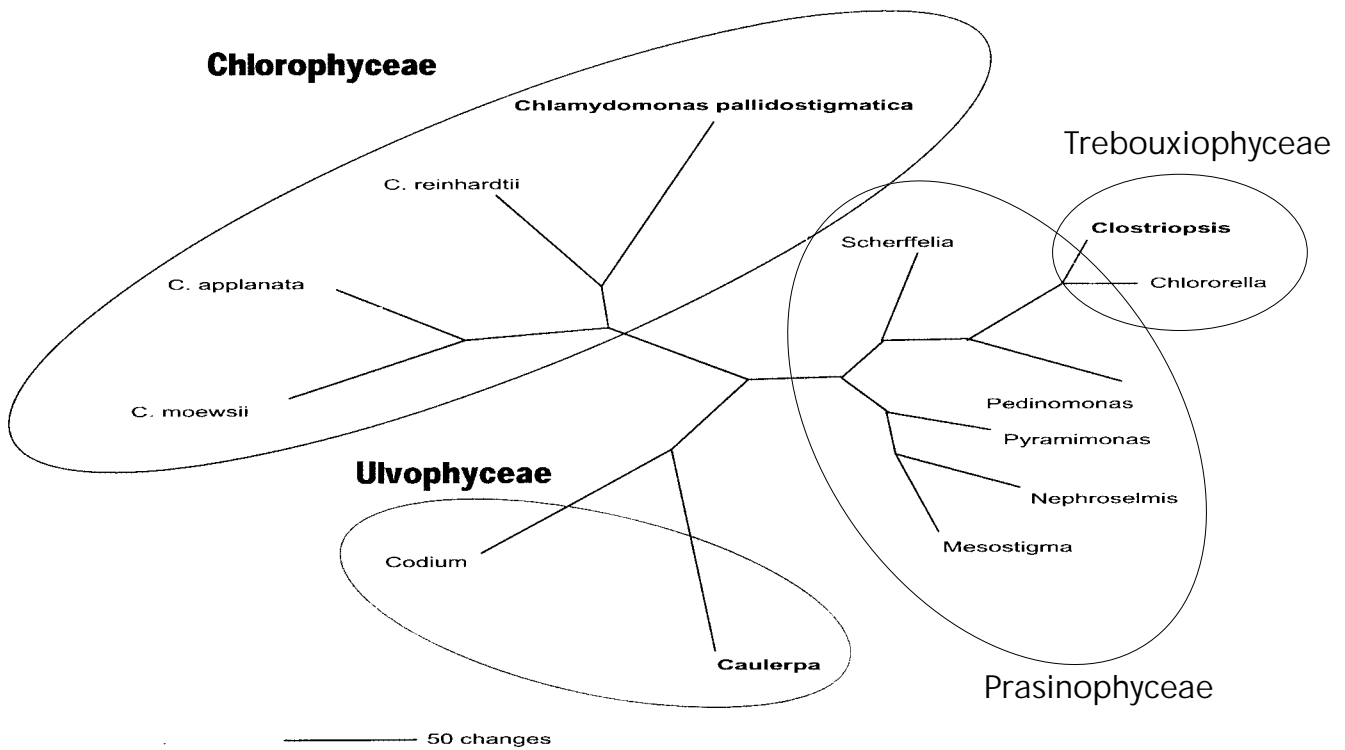 Chlorophyceae
Chlamydomonas pallidostigmatica
Trebouxiophyceae
C. reinhardtii
Clostriopsis
Scherffelia
C. applanata
Chlororella
Pedinomonas
C. moewsii
Pyramimonas
Ulvophyceae
Nephroselmis
Mesostigma
Codium
Caulerpa
Prasinophyceae
50 changes